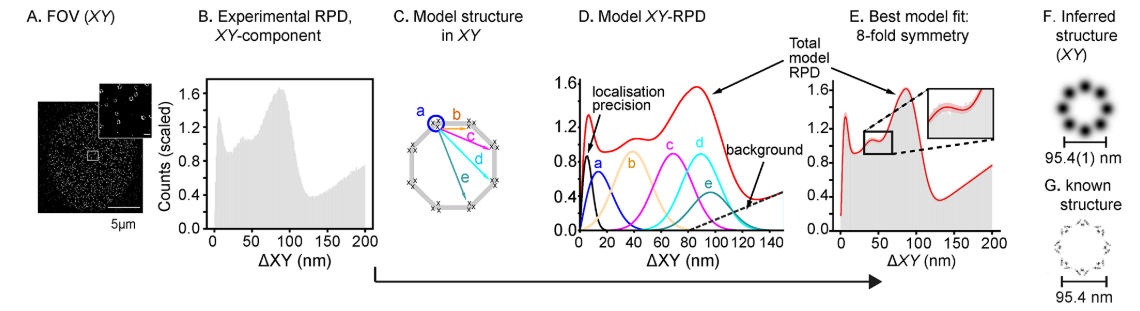 A. FOV (XY)
5µm
B. Experimental RPD,
XY-component
Counts (scaled)
1.6
1.2
0.8
0.4
0.0
0 50 100 150 200
ΔXY (nm)
C. Model structure
in XY
a
b
c
d
e
D. Model XY-RPD
1.6
1.2
0.8
0.4
0.0
localisation
precision
a
b
c
d
e
background
0 20 40 60 80 100 120 140
ΔXY (nm)
Total
model
RPD
E. Best model fit:
8-fold symmetry
1.6
1.2
0.8
0.4
0.0
0 50 100 150 200
ΔXY (nm)
F. Inferred
structure
(XY)
95.4(1) nm
G. known
structure
95.4 nm